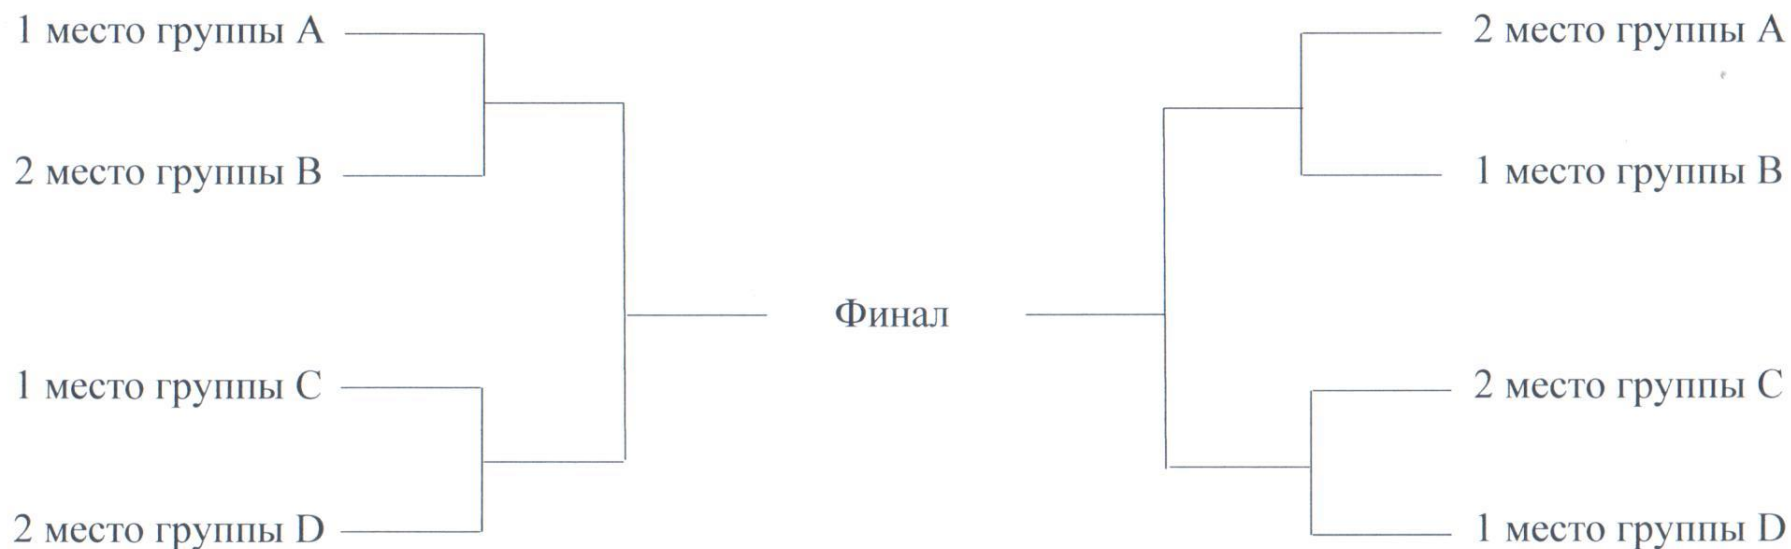 1 место группы A
2 место группы A
2 место группы B
1 место группы B
Финал
1 место группы C
2 место группы C
2 место группы D
1 место группы D